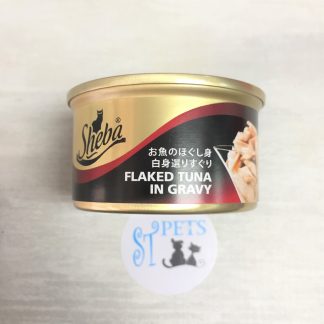 Sheba®
お魚のほぐし身
白身選りすぐり
FLAKED TUNA
IN GRAVY
ST PETS